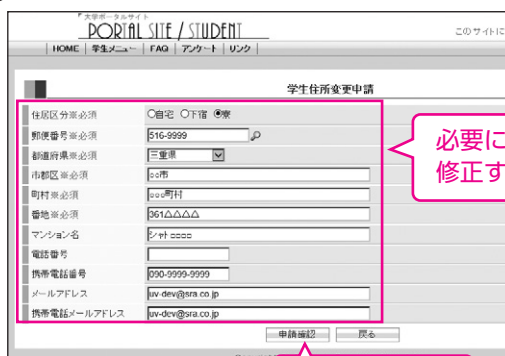 大学ポータルサイト
PORTAL SITE / STUDENT
このサイトに
HOME | 学生メニュー | FAQ | アンケート | リンク |
学生住所変更申請
住居区分※必須 ○自宅 ○下宿 ◉寮
郵便番号※必須 516-9999
都道府県※必須 三重県
市郡区※必須 ○○市
町村※必須 ○○○町村
番地※必須 361△△△△
マンション名 シャト□□□□
電話番号
携帯電話番号 090-9999-9999
メールアドレス uv-dev@sra.co.jp
携帯電話メールアドレス uv-dev@sra.co.jp
必要に
修正す
申請確認 戻る